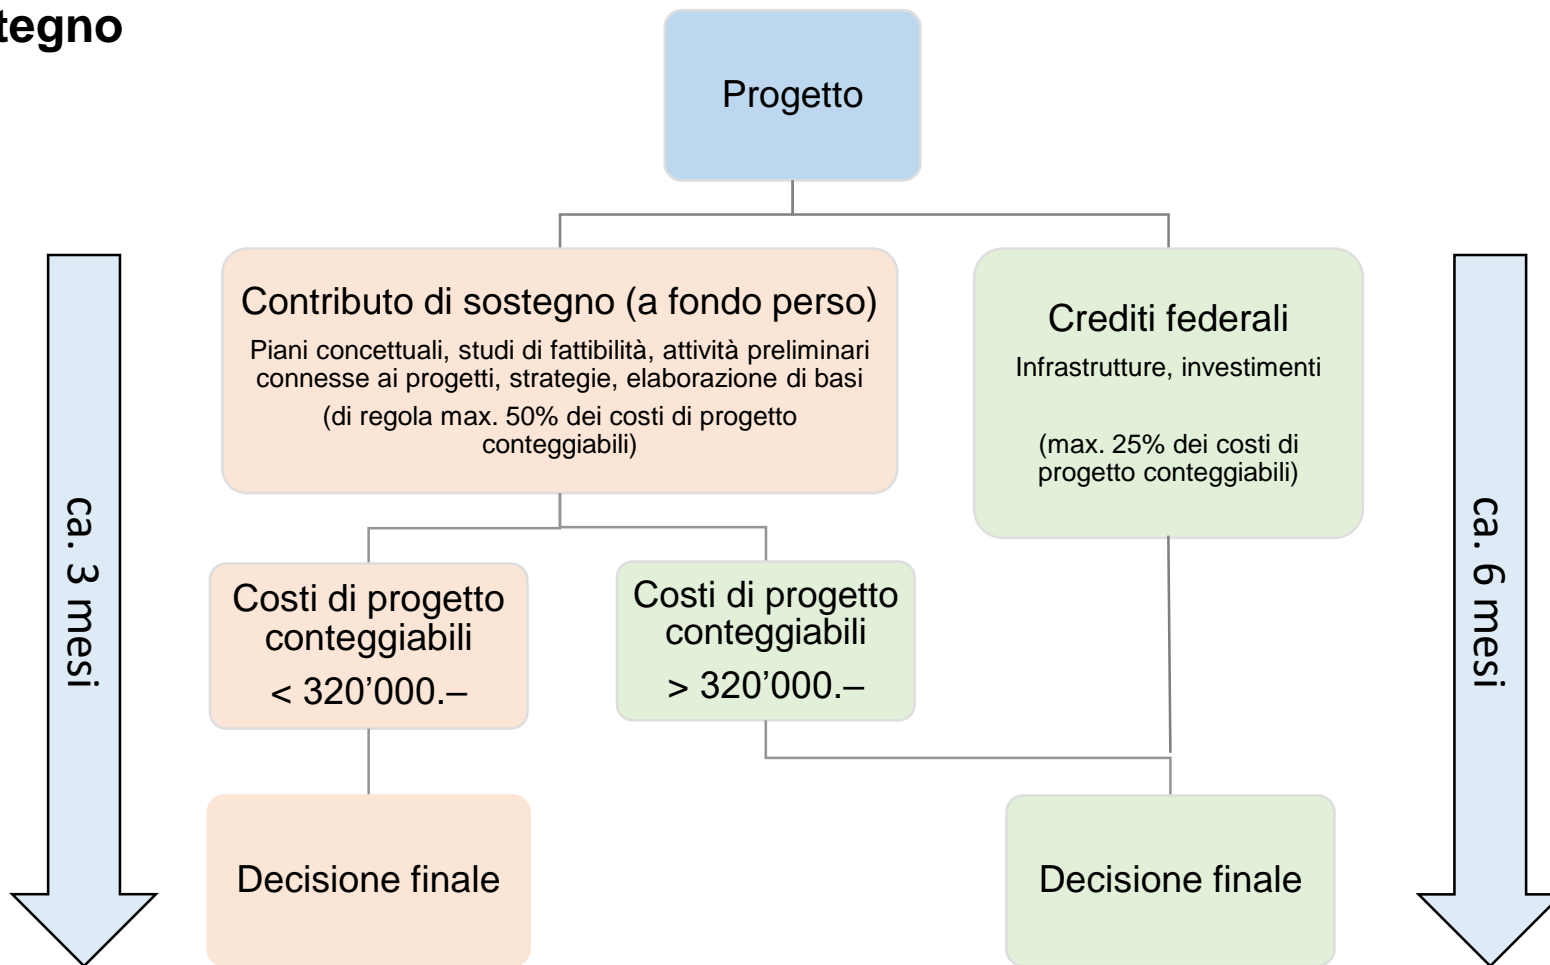 tegno
Progetto
Contributo di sostegno (a fondo perso)
Piani concettuali, studi di fattibilità, attività preliminari
connesse ai progetti, strategie, elaborazione di basi
(di regola max. 50% dei costi di progetto
conteggiabili)
Crediti federali
Infrastrutture, investimenti
(max. 25% dei costi di
progetto conteggiabili)
ca. 3 mesi
Costi di progetto
conteggiabili
< 320'000.–
Costi di progetto
conteggiabili
> 320'000.–
ca. 6 mesi
Decisione finale
Decisione finale